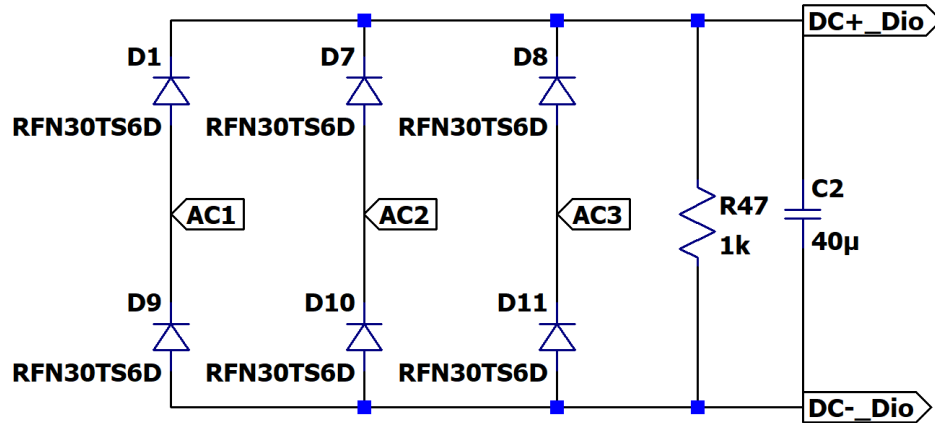 DC+_Dio
D1
D7
D8
RFN30TS6D
RFN30TS6D
RFN30TS6D
AC1
AC2
AC3
R47
1k
C2
40µ
D9
D10
D11
RFN30TS6D
RFN30TS6D
RFN30TS6D
DC-_Dio